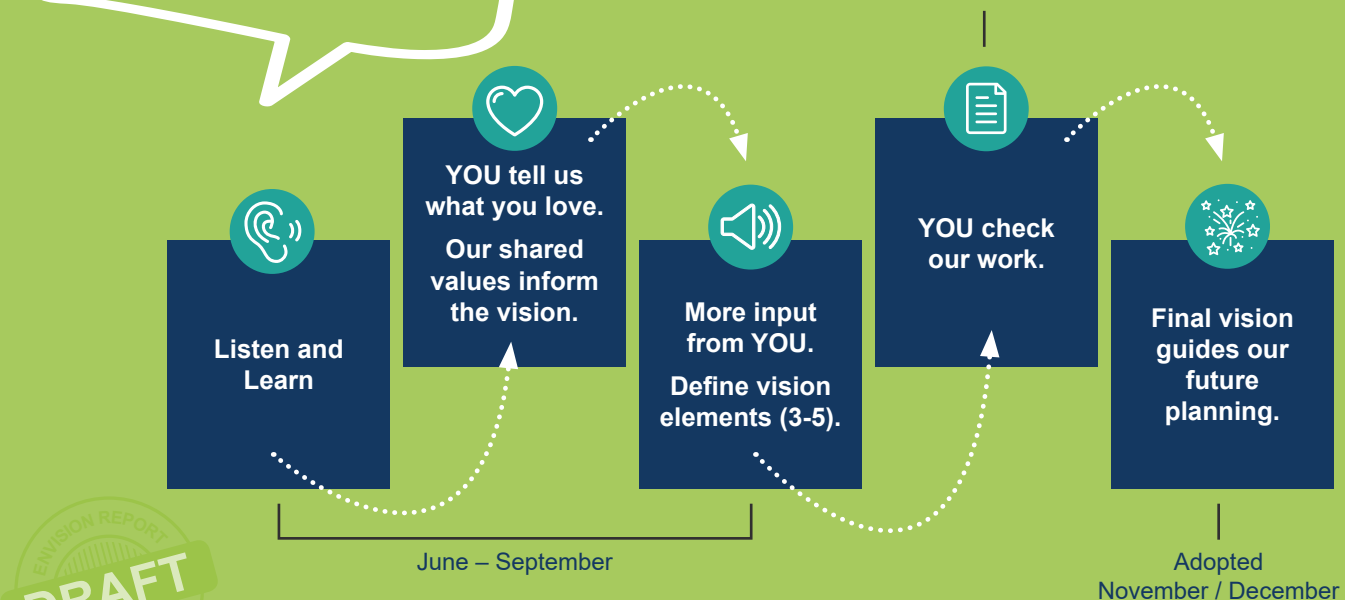 Listen and
Learn
YOU tell us
what you love.
Our shared
values inform
the vision.
More input
from YOU.
Define vision
elements (3-5).
YOU check
our work.
Final vision
guides our
future
planning.
June – September
Adopted
November / December
ENVISION REPORT
DRAFT